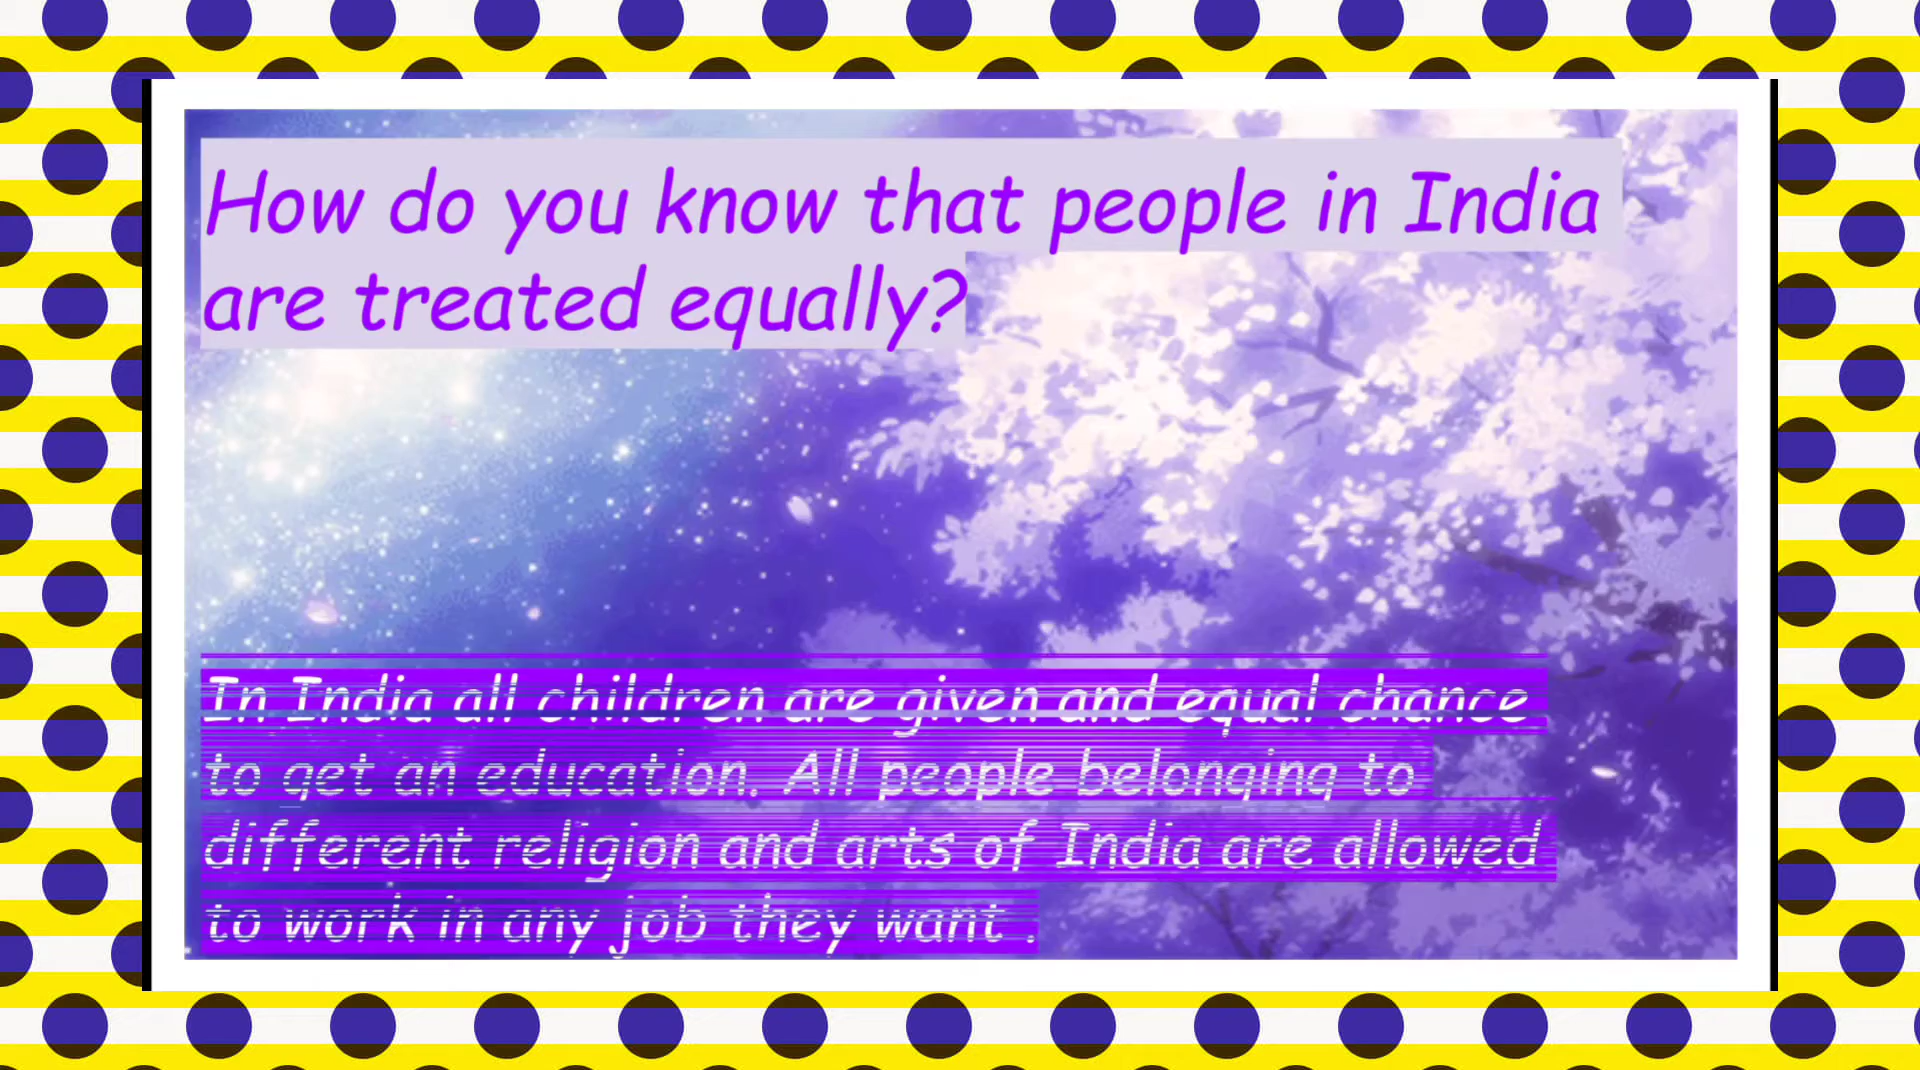 How do you know that people in India
are treated equally?
In India all children are given and equal chance
to get an education. All people belonging to
different religion and arts of India are allowed
to work in any job they want .